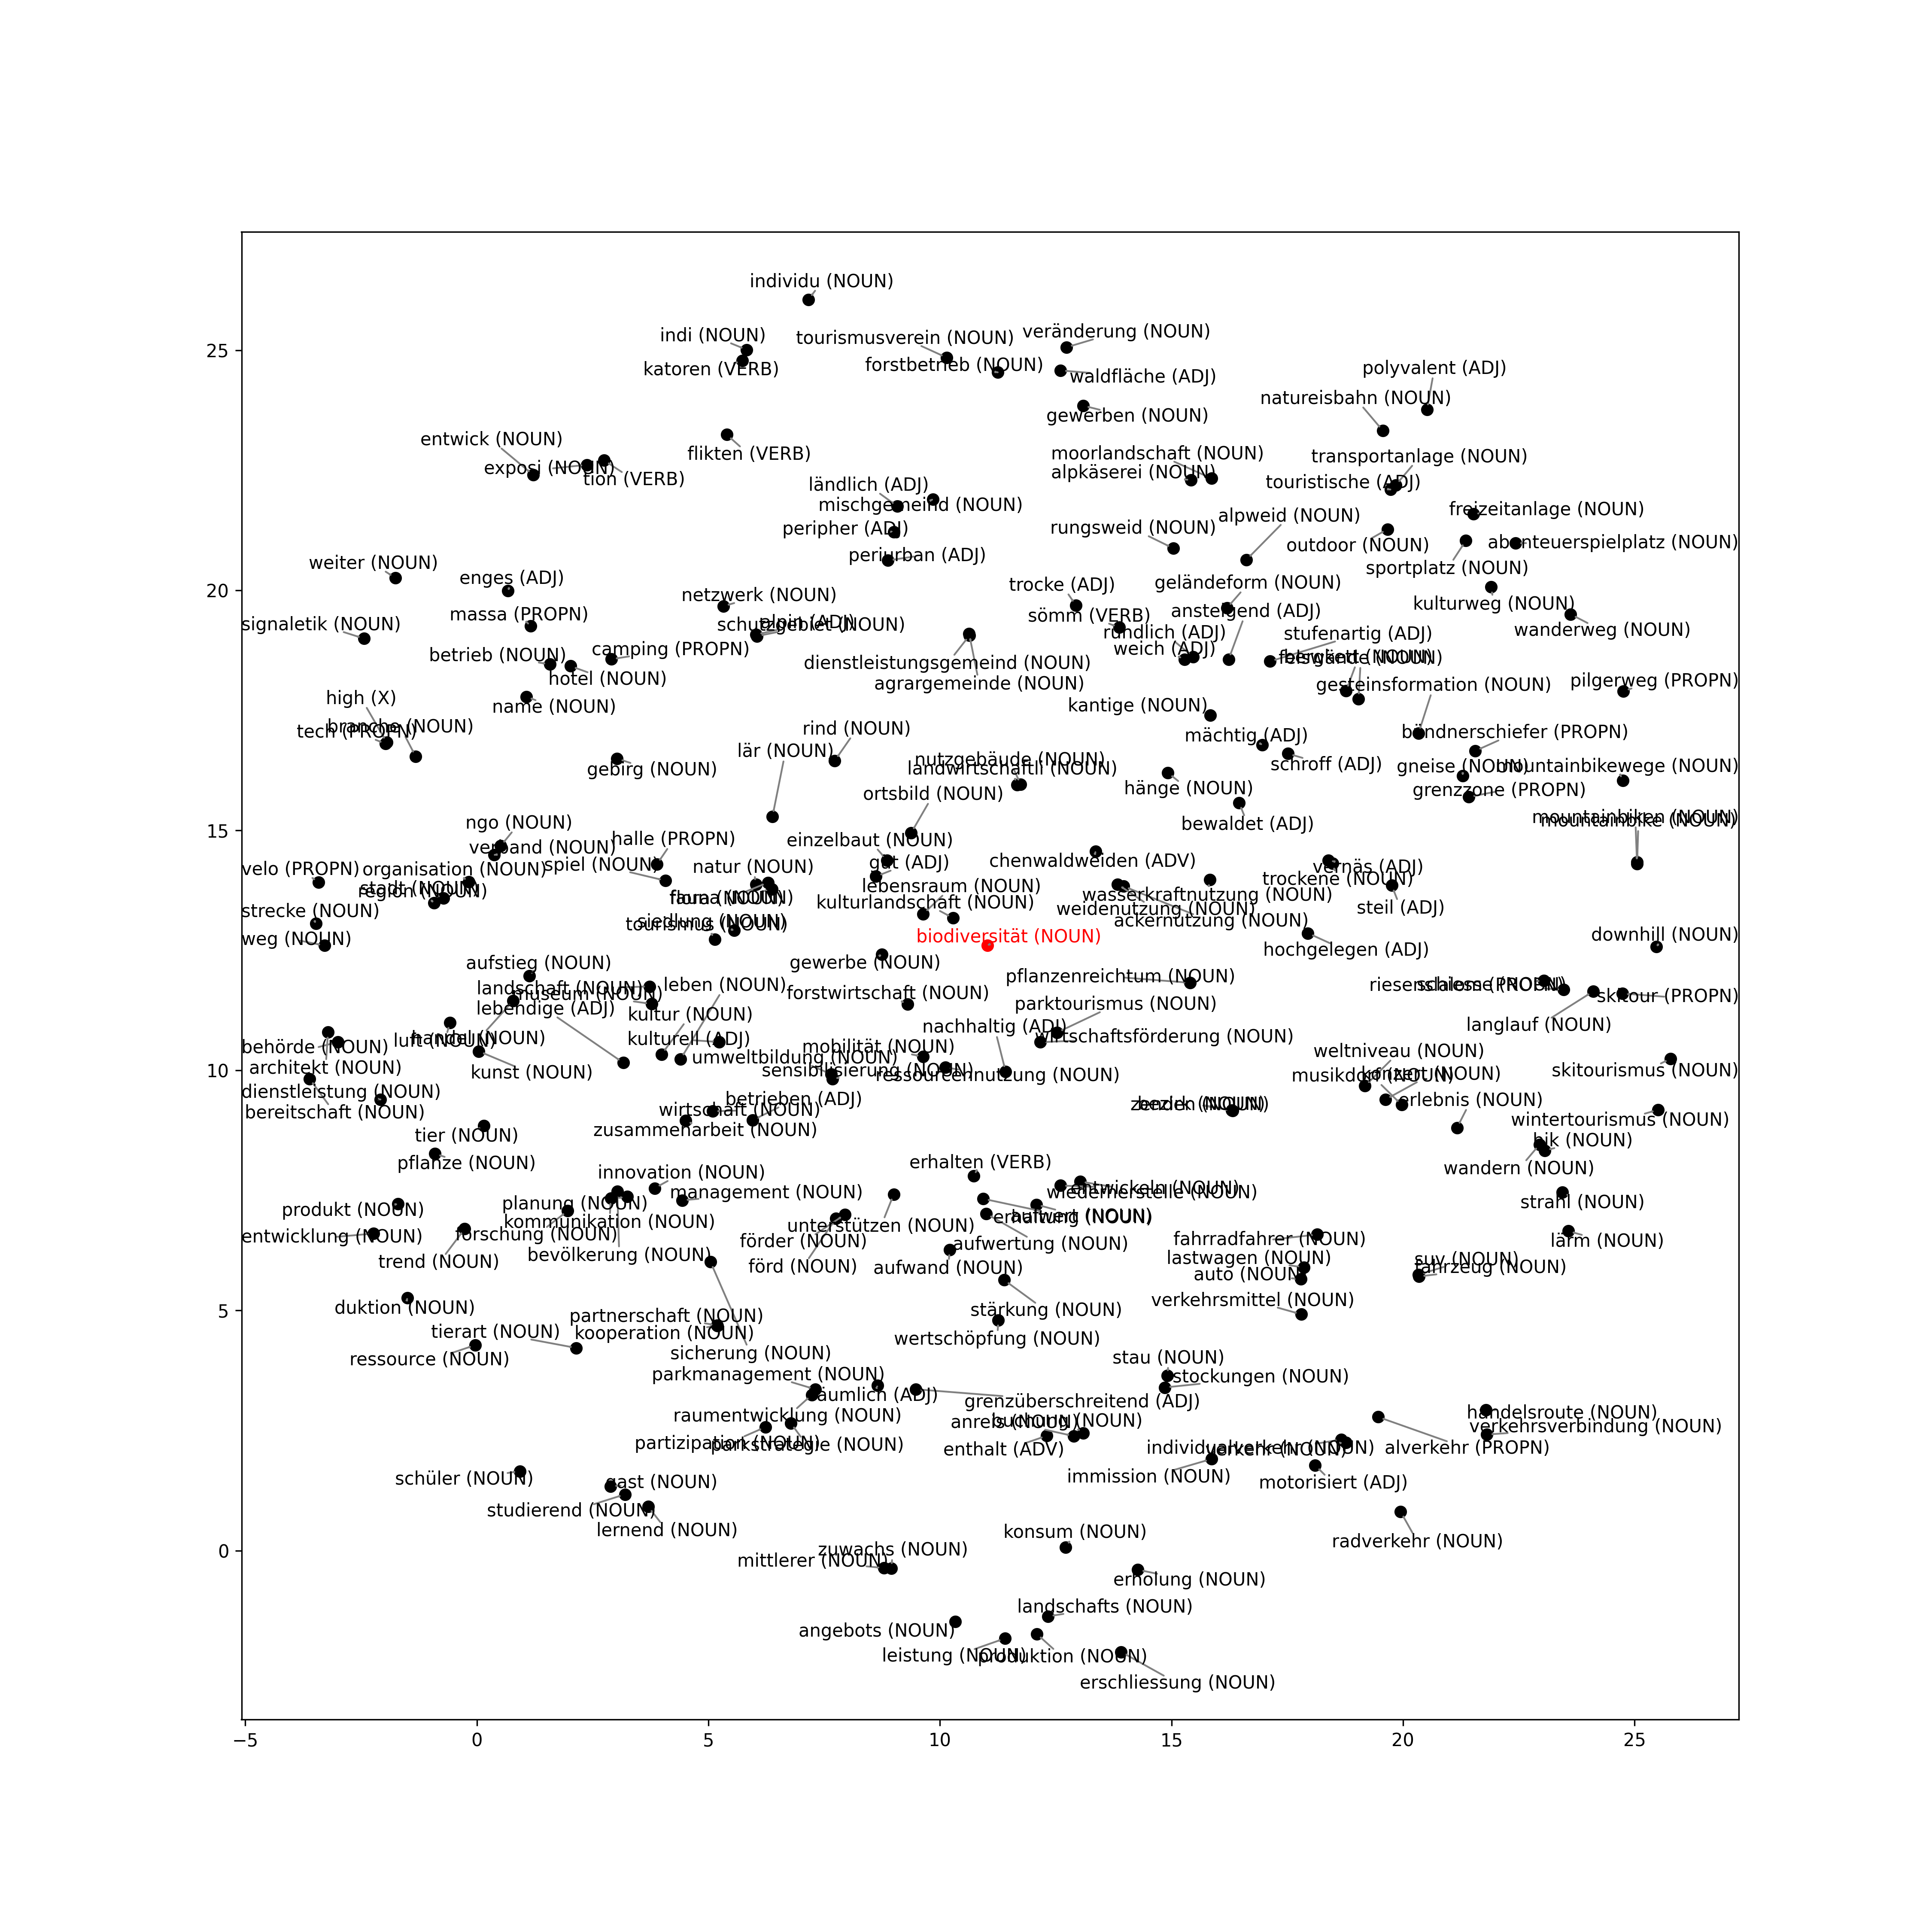 individu (NOUN)
veränderung (NOUN)
indi (NOUN)
tourismusverein (NOUN)
forstbetrieb (NOUN)
katoren (VERB)
polyvalent (ADJ)
waldfläche (ADJ)
natureisbahn (NOUN)
gewerben (NOUN)
entwick (NOUN)
flikten (VERB)
moorlandschaft (NOUN)
transportanlage (NOUN)
exposi (NOUN)
alpkäserei (NOUN)
tion (VERB)
touristische (ADJ)
ländlich (ADJ)
mischgemeind (NOUN)
freizeitanlage (NOUN)
alpweid (NOUN)
peripher (ADJ)
rungsweid (NOUN)
outdoor (NOUN)
abenteuerspielplatz (NOUN)
periurban (ADJ)
weiter (NOUN)
sportplatz (NOUN)
enges (ADJ)
trocke (ADJ)
geländeform (NOUN)
netzwerk (NOUN)
kulturweg (NOUN)
massa (PROPN)
sömm (VERB)
ansteigend (ADJ)
signaletik (NOUN)
alpin (ADJ)
schutzgebiet (NOUN)
rundlich (ADJ)
stufenartig (ADJ)
wanderweg (NOUN)
betrieb (NOUN)
camping (PROPN)
weich (ADJ)
dienstleistungsgemeind (NOUN)
hotel (NOUN)
agrargemeinde (NOUN)
gesteinsformation (NOUN)
pilgerweg (PROPN)
high (X)
name (NOUN)
kantige (NOUN)
branche (NOUN)
tech (PROPN)
rind (NOUN)
mächtig (ADJ)
bündnerschiefer (PROPN)
lär (NOUN)
nutzgebäude (NOUN)
gebirg (NOUN)
landwirtschaftli (NOUN)
schroff (ADJ)
gneise (NOUN)
mountainbikewege (NOUN)
ortsbild (NOUN)
hänge (NOUN)
grenzzone (PROPN)
ngo (NOUN)
bewaldet (ADJ)
mountainbiken (NOUN)
mountainbike (NOUN)
verband (NOUN)
halle (PROPN)
einzelbaut (NOUN)
velo (PROPN)
organisation (NOUN)
spiel (NOUN)
natur (NOUN)
gut (ADJ)
chenwaldweiden (ADV)
vernäs (ADJ)
stadt (NOUN)
region (NOUN)
fauna (NOUN)
lebensraum (NOUN)
trockene (NOUN)
strecke (NOUN)
kulturlandschaft (NOUN)
wasserkraftnutzung (NOUN)
weidenutzung (NOUN)
steil (ADJ)
siedlung (NOUN)
tourismus (NOUN)
ackernutzung (NOUN)
weg (NOUN)
biodiversität (NOUN)
hochgelegen (ADJ)
downhill (NOUN)
aufstieg (NOUN)
gewerbe (NOUN)
pflanzenreichtum (NOUN)
landschaft (NOUN)
museum (NOUN)
leben (NOUN)
forstwirtschaft (NOUN)
skitour (PROPN)
lebendige (ADJ)
kultur (NOUN)
parktourismus (NOUN)
langlauf (NOUN)
handel (NOUN)
luft (NOUN)
kulturell (ADJ)
nachhaltig (ADJ)
wirtschaftsförderung (NOUN)
behörde (NOUN)
mobilität (NOUN)
weltniveau (NOUN)
architekt (NOUN)
kunst (NOUN)
umweltbildung (NOUN)
sensibilisierung (NOUN)
ressourcennutzung (NOUN)
musikdorf (NOUN)
konzert (NOUN)
skitourismus (NOUN)
dienstleistung (NOUN)
betrieben (ADJ)
erlebnis (NOUN)
bereitschaft (NOUN)
wirtschaft (NOUN)
wintertourismus (NOUN)
tier (NOUN)
zusammenarbeit (NOUN)
bik (NOUN)
pflanze (NOUN)
erhalten (VERB)
wandern (NOUN)
innovation (NOUN)
management (NOUN)
entwickeln (NOUN)
wiederherstelle (NOUN)
produkt (NOUN)
planung (NOUN)
strahl (NOUN)
kommunikation (NOUN)
unterstützen (NOUN)
erhaltung (NOUN)
aufwert (NOUN)
entwicklung (NOUN)
forschung (NOUN)
förder (NOUN)
aufwertung (NOUN)
fahrradfahrer (NOUN)
lärm (NOUN)
trend (NOUN)
bevölkerung (NOUN)
förd (NOUN)
aufwand (NOUN)
lastwagen (NOUN)
suv (NOUN)
auto (NOUN)
fahrzeug (NOUN)
duktion (NOUN)
stärkung (NOUN)
verkehrsmittel (NOUN)
partnerschaft (NOUN)
tierart (NOUN)
kooperation (NOUN)
wertschöpfung (NOUN)
ressource (NOUN)
sicherung (NOUN)
stau (NOUN)
parkmanagement (NOUN)
stockungen (NOUN)
räumlich (ADJ)
grenzüberschreitend (ADJ)
raumentwicklung (NOUN)
anreis (NOUN)
buchung (NOUN)
handelsroute (NOUN)
verkehrsverbindung (NOUN)
partizipation (NOUN)
parkstrategie (NOUN)
enthalt (ADV)
individualverkehr (NOUN)
verkehr (NOUN)
alverkehr (PROPN)
schüler (NOUN)
gast (NOUN)
immission (NOUN)
motorisiert (ADJ)
studierend (NOUN)
lernend (NOUN)
konsum (NOUN)
radverkehr (NOUN)
zuwachs (NOUN)
mittlerer (NOUN)
erholung (NOUN)
landschafts (NOUN)
angebots (NOUN)
leistung (NOUN)
produktion (NOUN)
erschliessung (NOUN)
25
20
15
10
5
0
−5 0 5 10 15 20 25